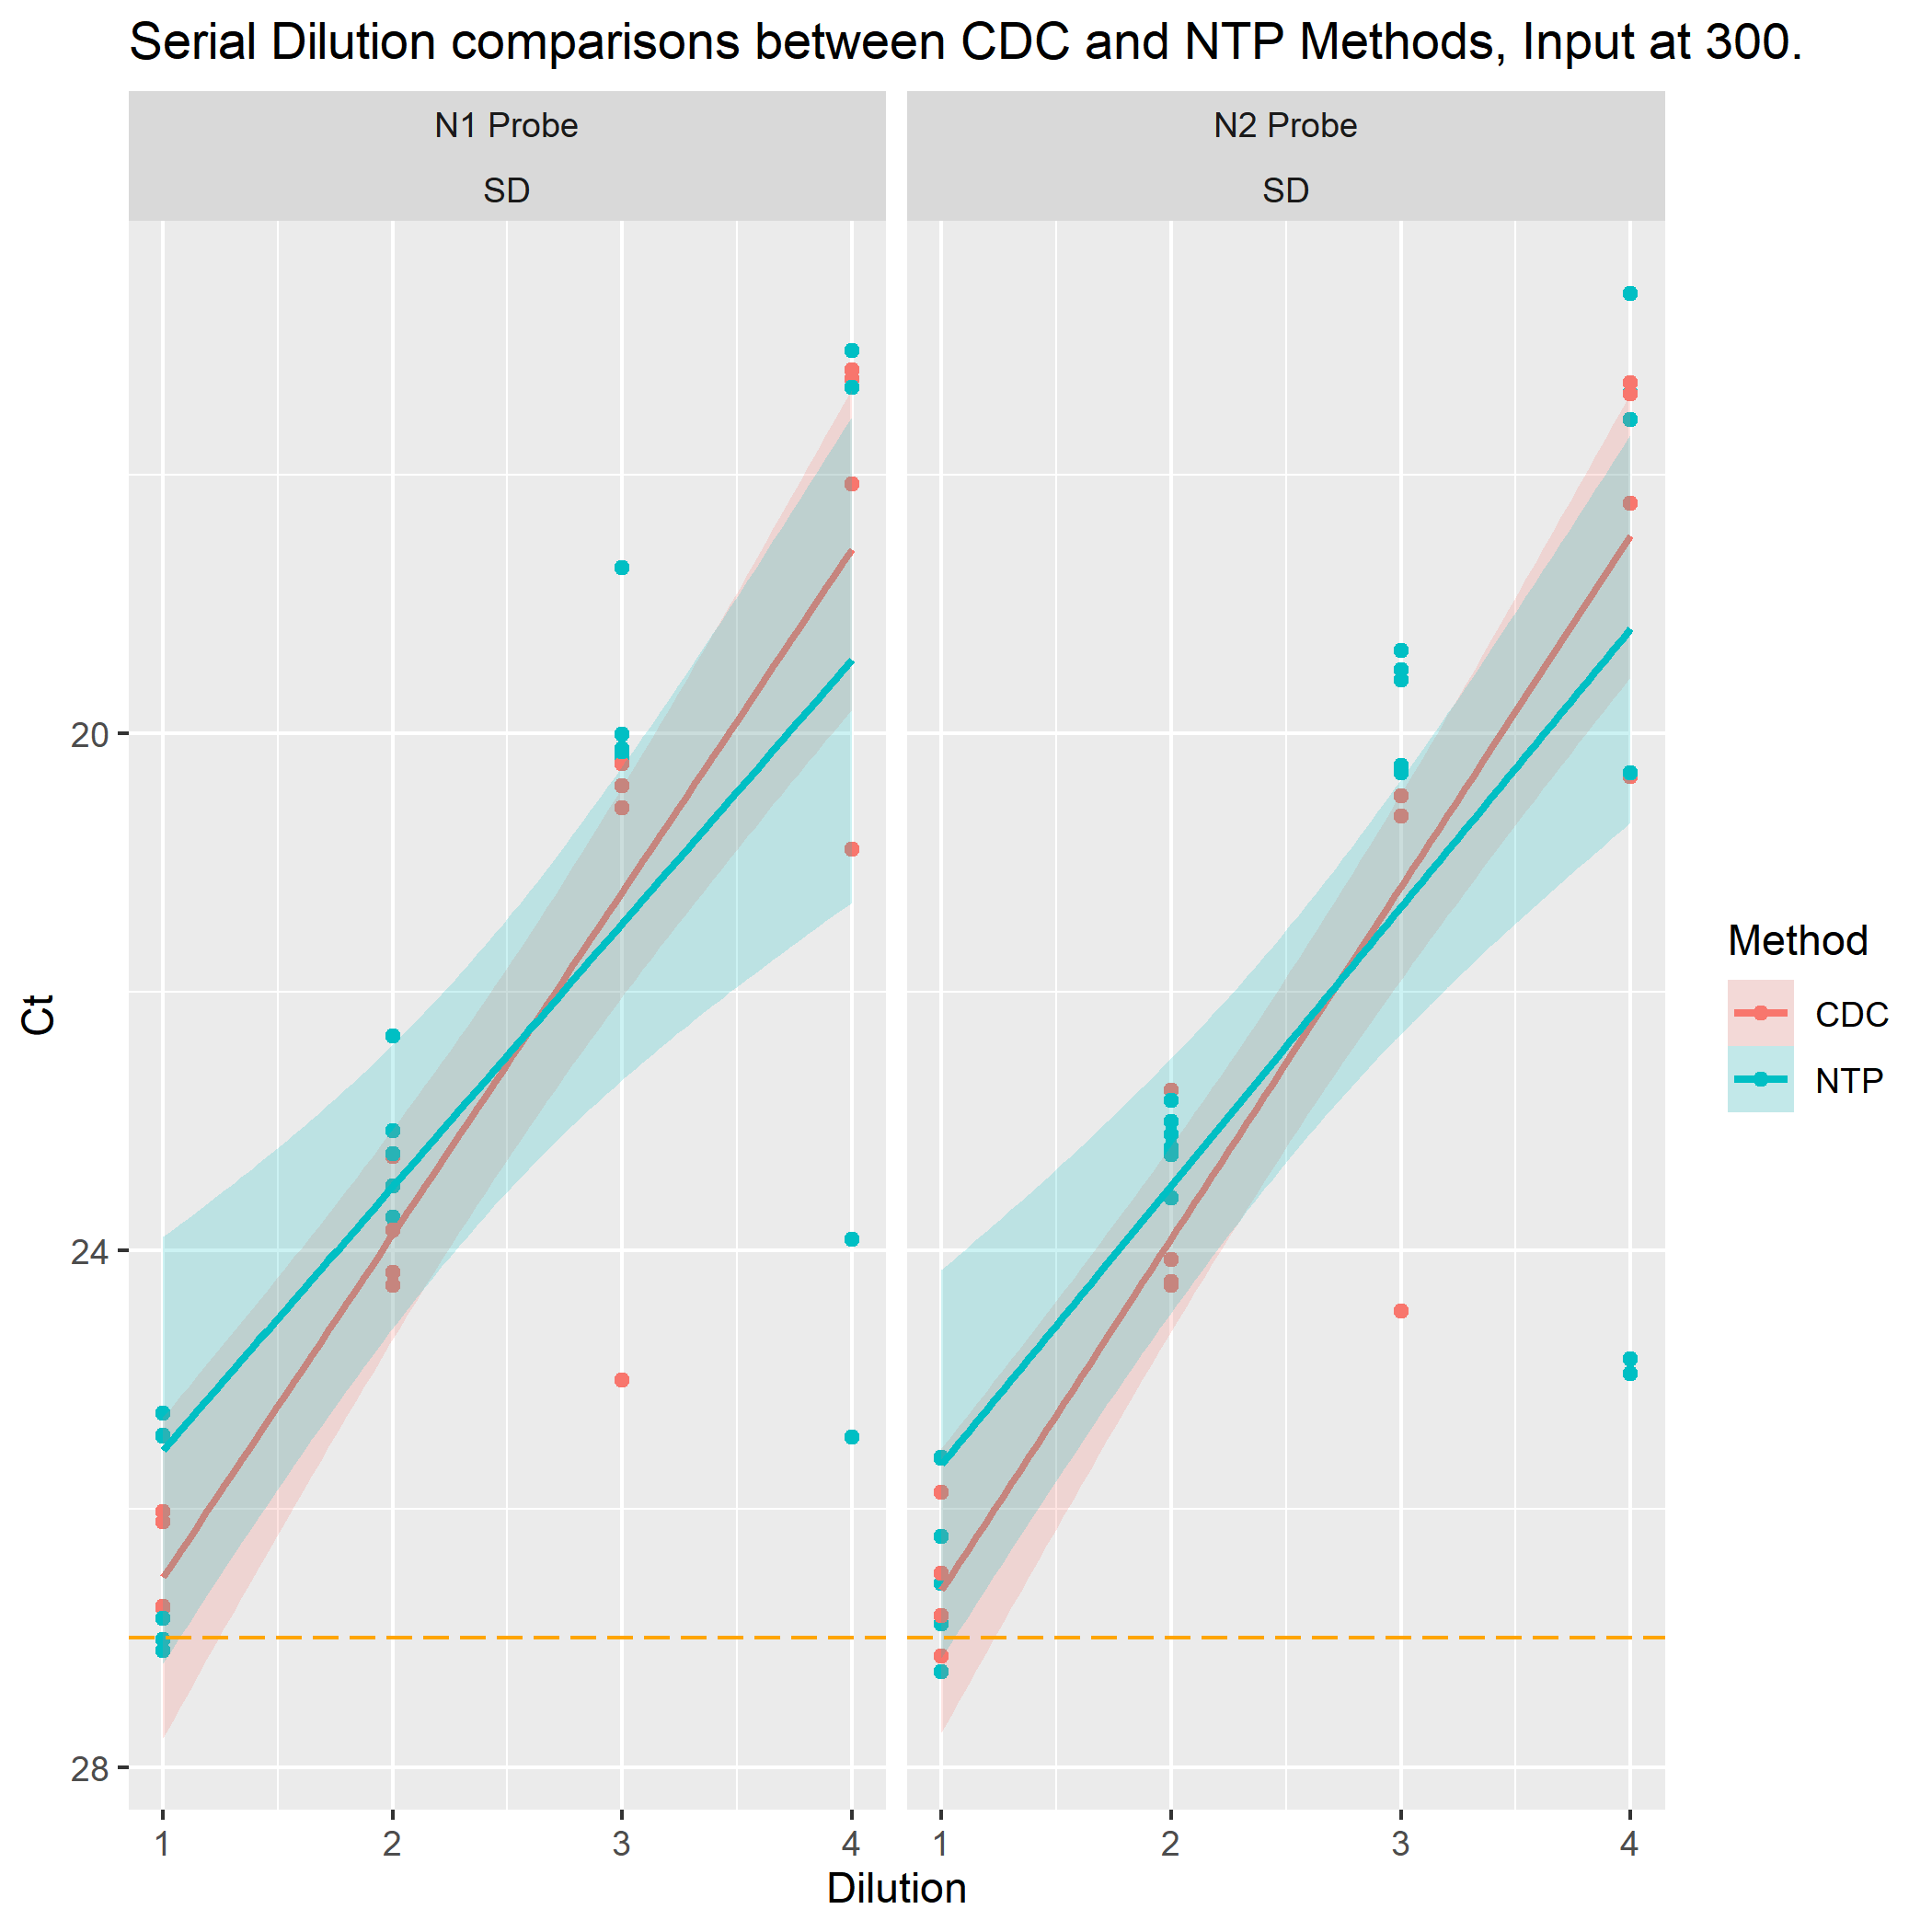 Serial Dilution comparisons between CDC and NTP Methods, Input at 300.
N1 Probe
SD
N2 Probe
SD
20
24
28
Ct
1 2 3 4
1 2 3 4
Dilution
Method
CDC
NTP